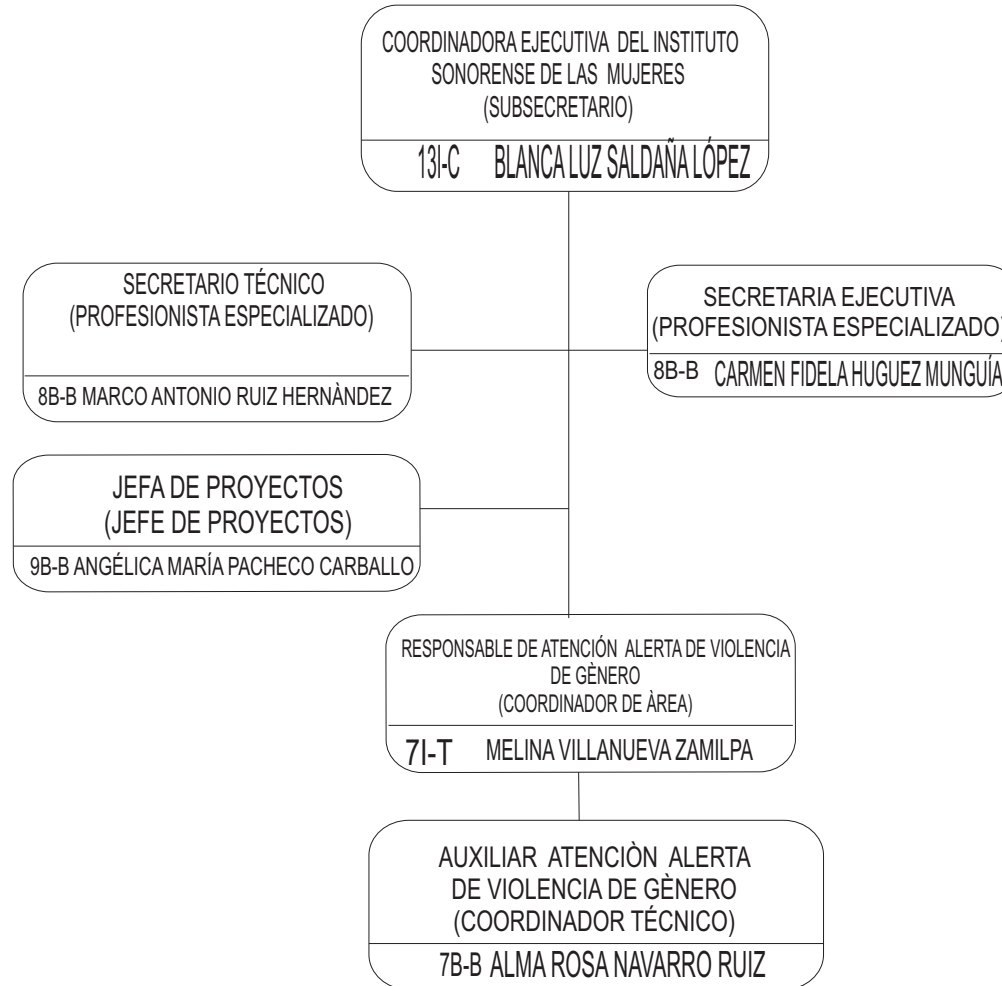 COORDINADORA EJECUTIVA DEL INSTITUTO
SONORENSE DE LAS MUJERES
(SUBSECRETARIO)
13I-C BLANCA LUZ SALDAÑA LÓPEZ
SECRETARIO TÉCNICO
(PROFESIONISTA ESPECIALIZADO)
8B-B MARCO ANTONIO RUIZ HERNÀNDEZ
SECRETARIA EJECUTIVA
(PROFESIONISTA ESPECIALIZADO)
8B-B CARMEN FIDELA HUGUEZ MUNGUÍA
JEFA DE PROYECTOS
(JEFE DE PROYECTOS)
9B-B ANGÉLICA MARÍA PACHECO CARBALLO
RESPONSABLE DE ATENCIÓN ALERTA DE VIOLENCIA
DE GÈNERO
(COORDINADOR DE ÀREA)
7I-T MELINA VILLANUEVA ZAMILPA
AUXILIAR ATENCIÒN ALERTA
DE VIOLENCIA DE GÈNERO
(COORDINADOR TÉCNICO)
7B-B ALMA ROSA NAVARRO RUIZ